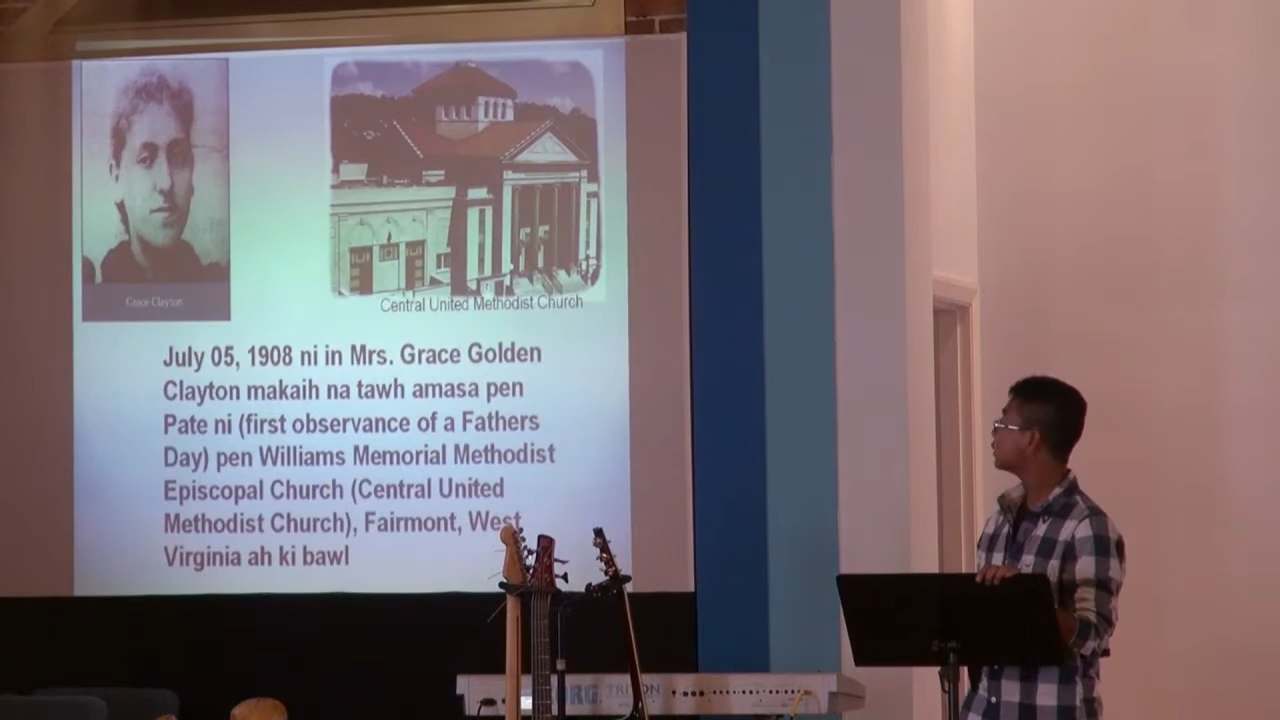 Grace Clayton
Central United Methodist Church
July 05, 1908 ni in Mrs. Grace Golden
Clayton makaih na tawh amasa pen
Pate ni (first observance of a Fathers
Day) pen Williams Memorial Methodist
Episcopal Church (Central United
Methodist Church), Fairmont, West
Virginia ah ki bawl
KORG TRITON